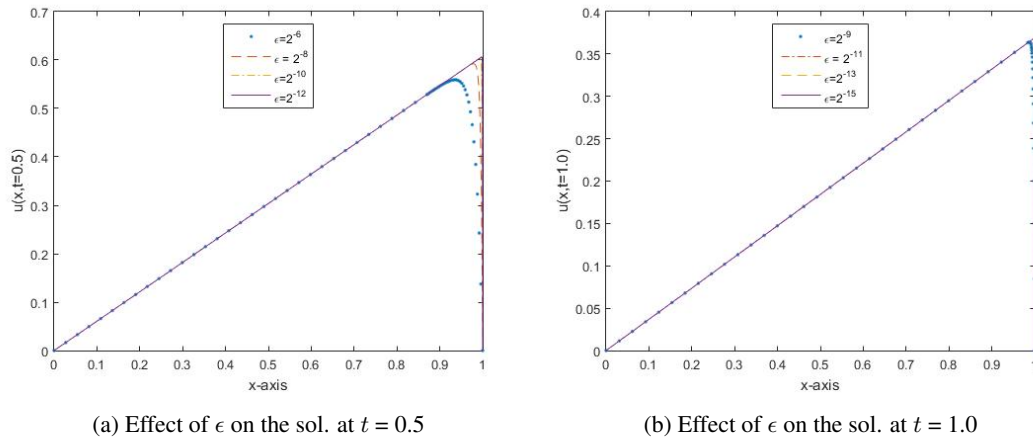 0.7
0.6
0.5
0.4
0.3
0.2
0.1
0
u(x,t=0.5)
ϵ=2^-6
ϵ = 2^-8
ϵ=2^-10
ϵ=2^-12
0 0.1 0.2 0.3 0.4 0.5 0.6 0.7 0.8 0.9 1
x-axis
(a) Effect of ϵ on the sol. at t = 0.5
0.4
0.35
0.30
0.25
0.20
0.15
0.10
0.05
0
u(x,t=1.0)
ϵ=2^-9
ϵ=2^-11
ϵ=2^-13
ϵ=2^-15
0 0.1 0.2 0.3 0.4 0.5 0.6 0.7 0.8 0.9 1
x-axis
(b) Effect of ϵ on the sol. at t = 1.0